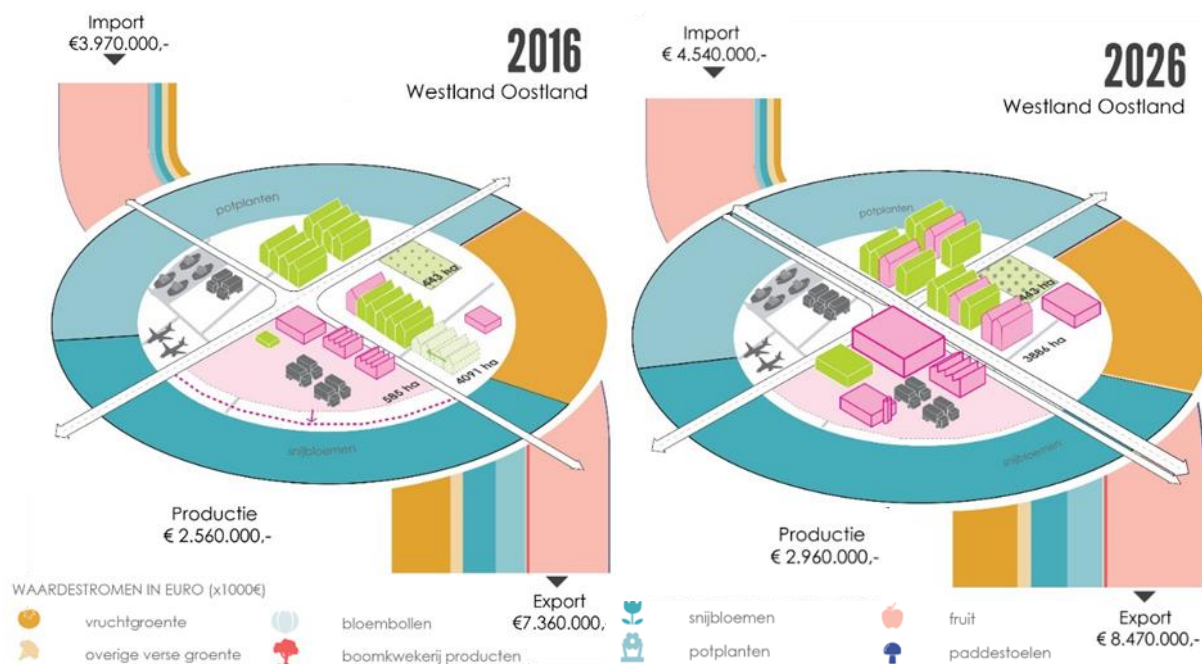 Import
€3.970.000,-
2016
Westland Oostland
potplanten
443 ha
4091 ha
585 ha
snijbloemen
Productie
€ 2.560.000,-
WAARDESTROMEN IN EURO (x1000€)
vruchtgroente
overige verse groente
bloembollen
boomkwekerij producten
Export
€7.360.000,-
Import
€ 4.540.000,-
2026
Westland Oostland
potplanten
443 ha
3886 ha
snijbloemen
Productie
€ 2.960.000,-
snijbloemen
potplanten
fruit
paddestoelen
Export
€ 8.470.000,-